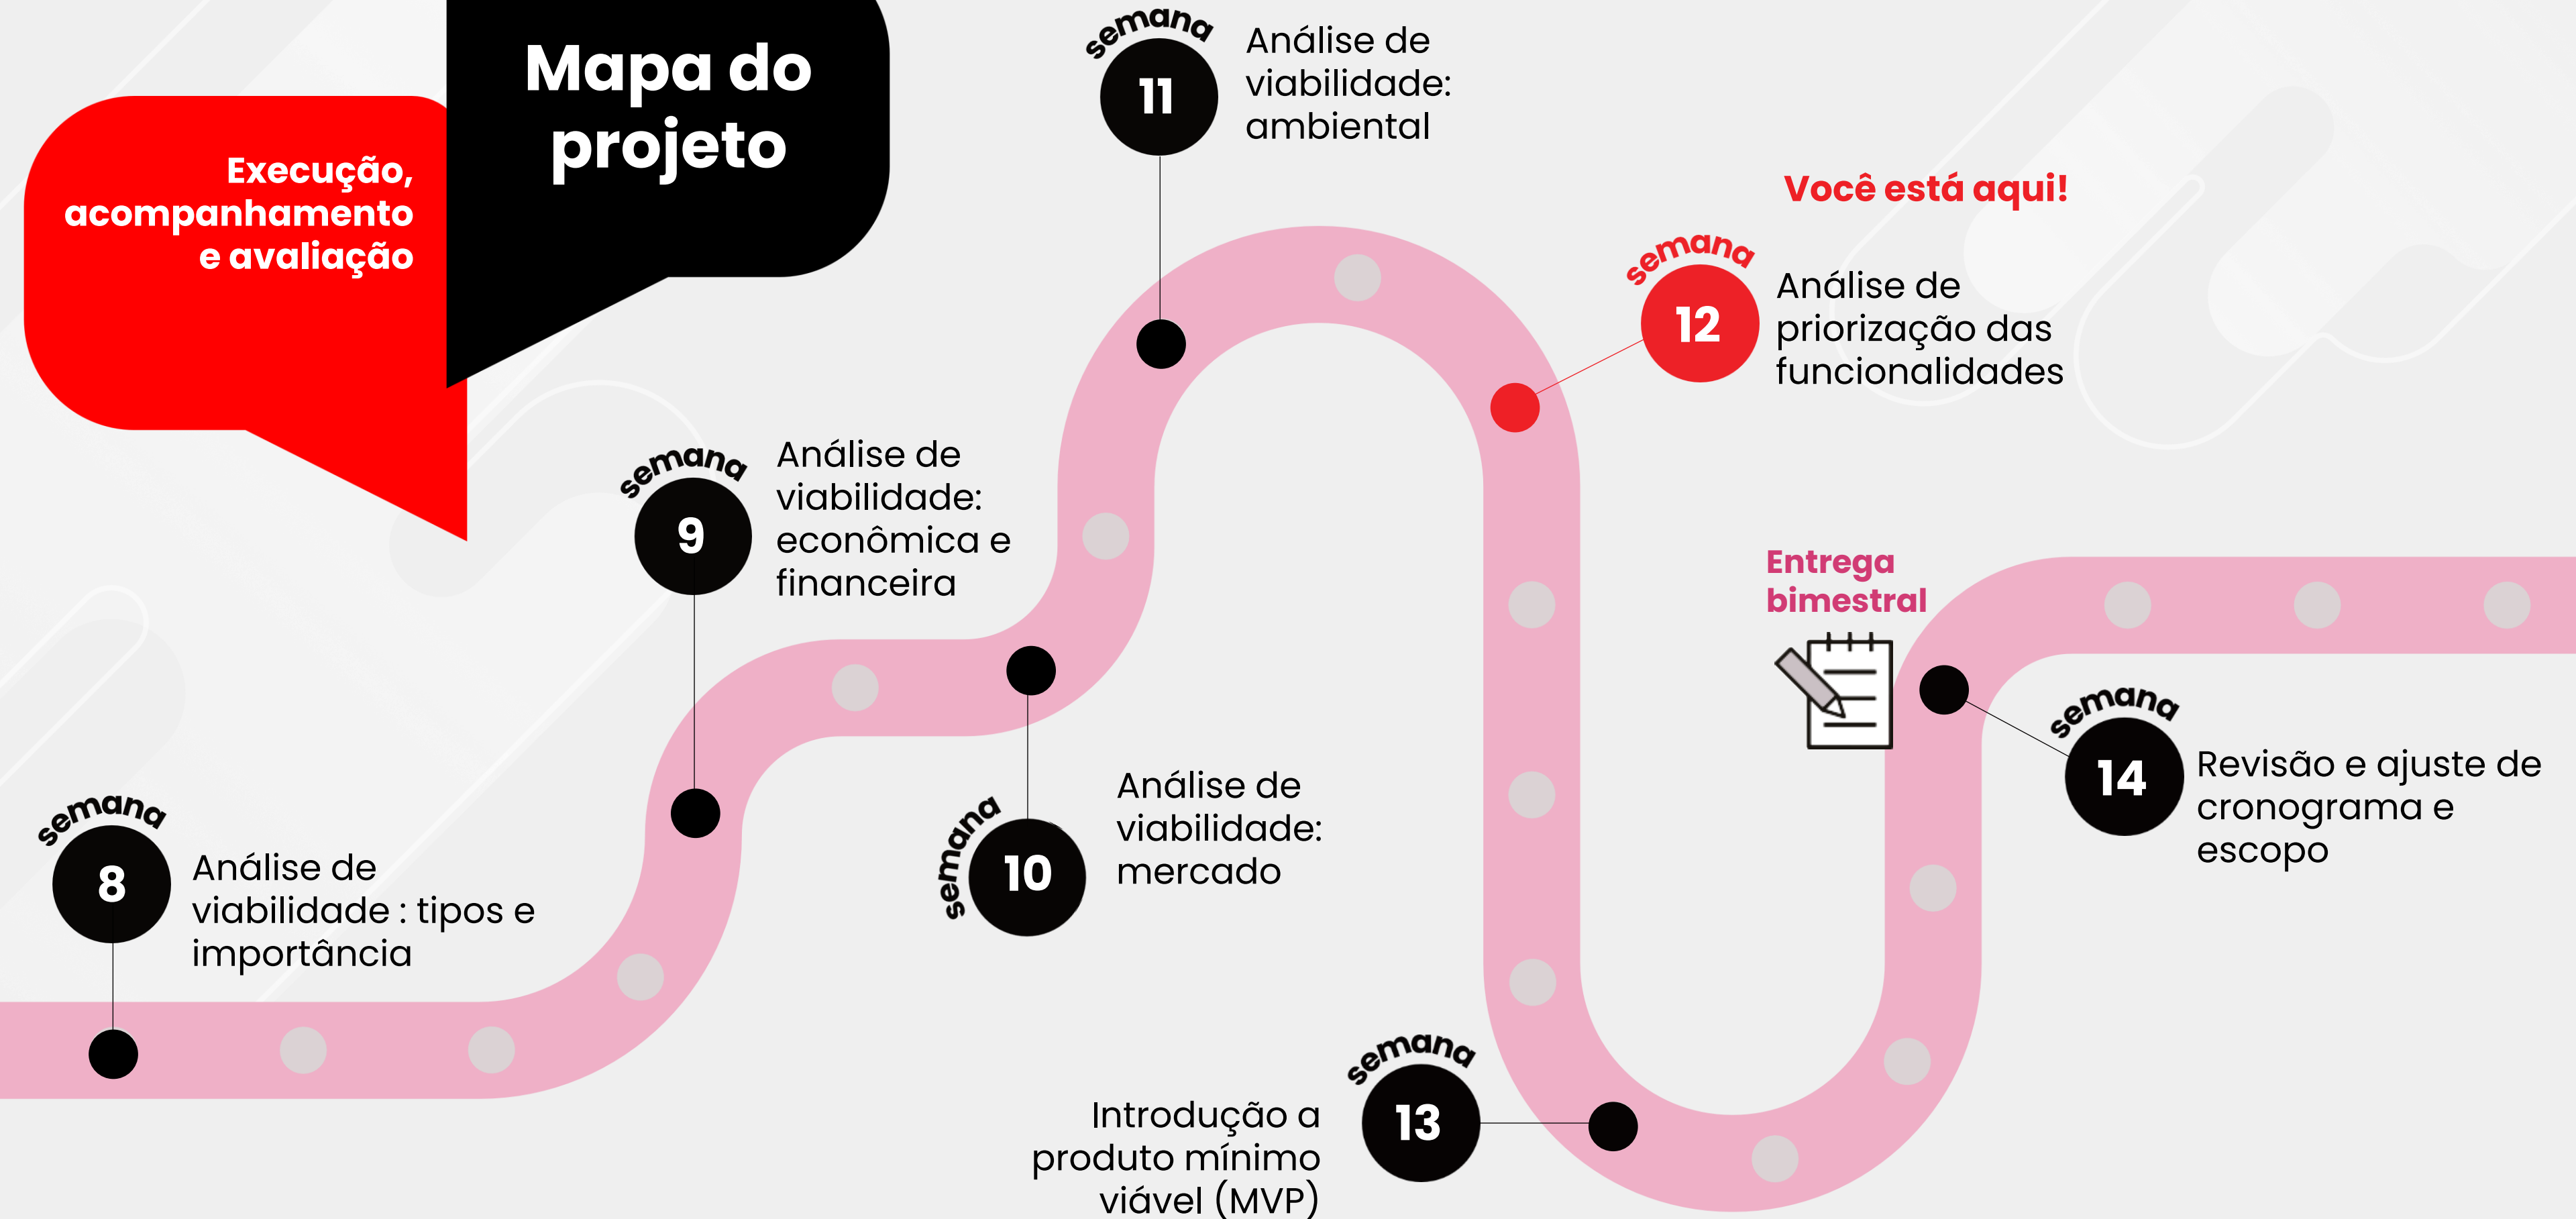 Mapa do
projeto
Execução,
acompanhamento
e avaliação
semana
8
Análise de
viabilidade : tipos e
importância
semana
9
Análise de
viabilidade:
econômica e
financeira
semana
10
Análise de
viabilidade:
mercado
semana
11
Análise de
viabilidade:
ambiental
Você está aqui!
semana
12
Análise de
priorização das
funcionalidades
semana
13
Introdução a
produto mínimo
viável (MVP)
Entrega
bimestral
semana
14
Revisão e ajuste de
cronograma e
escopo